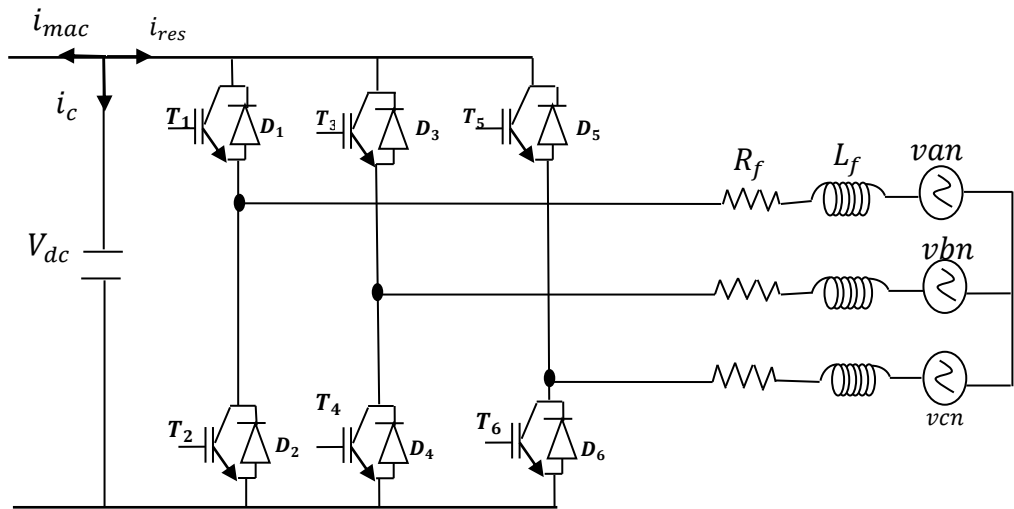 i_mac i_res
i_c
T_1 D_1 T_3 D_3 T_5 D_5
R_f L_f van
V_dc
vbn
vcn
T_2 D_2 T_4 D_4 T_6 D_6